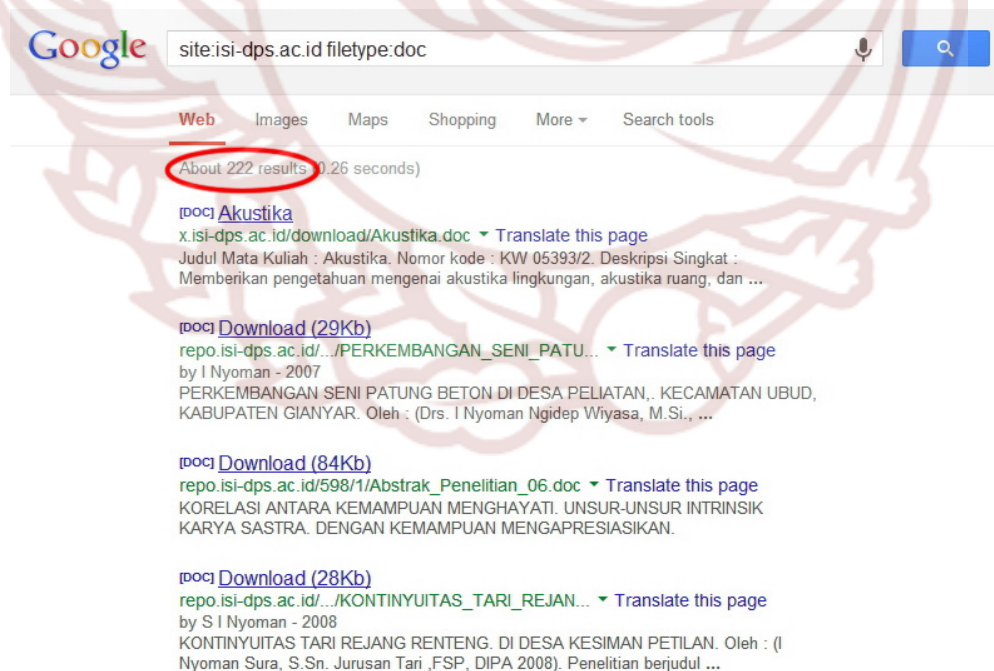 Google site:isi-dps.ac.id filetype:doc
Web Images Maps Shopping More Search tools
About 222 results (0.26 seconds)
[DOC] Akustika
x.isi-dps.ac.id/download/Akustika.doc Translate this page
Judul Mata Kuliah : Akustika. Nomor kode : KW 05393/2. Deskripsi Singkat :
Memberikan pengetahuan mengenai akustika lingkungan, akustika ruang, dan ...
[DOC] Download (29Kb)
repo.isi-dps.ac.id/.../PERKEMBANGAN_SENI_PATU... Translate this page
by I Nyoman - 2007
PERKEMBANGAN SENI PATUNG BETON DI DESA PELIATAN,. KECAMATAN UBUD,
KABUPATEN GIANYAR. Oleh : (Drs. I Nyoman Ngidep Wiyasa, M.Si., ...
[DOC] Download (84Kb)
repo.isi-dps.ac.id/598/1/Abstrak_Penelitian_06.doc Translate this page
KORELASI ANTARA KEMAMPUAN MENGHAYATI. UNSUR-UNSUR INTRINSIK
KARYA SASTRA. DENGAN KEMAMPUAN MENGAPRESIASIKAN.
[DOC] Download (28Kb)
repo.isi-dps.ac.id/.../KONTINYUITAS_TARI_REJAN... Translate this page
by S I Nyoman - 2008
KONTINYUITAS TARI REJANG RENTENG. DI DESA KESIMAN PETILAN. Oleh : (I
Nyoman Sura, S.Sn. Jurusan Tari ,FSP, DIPA 2008). Penelitian berjudul ...